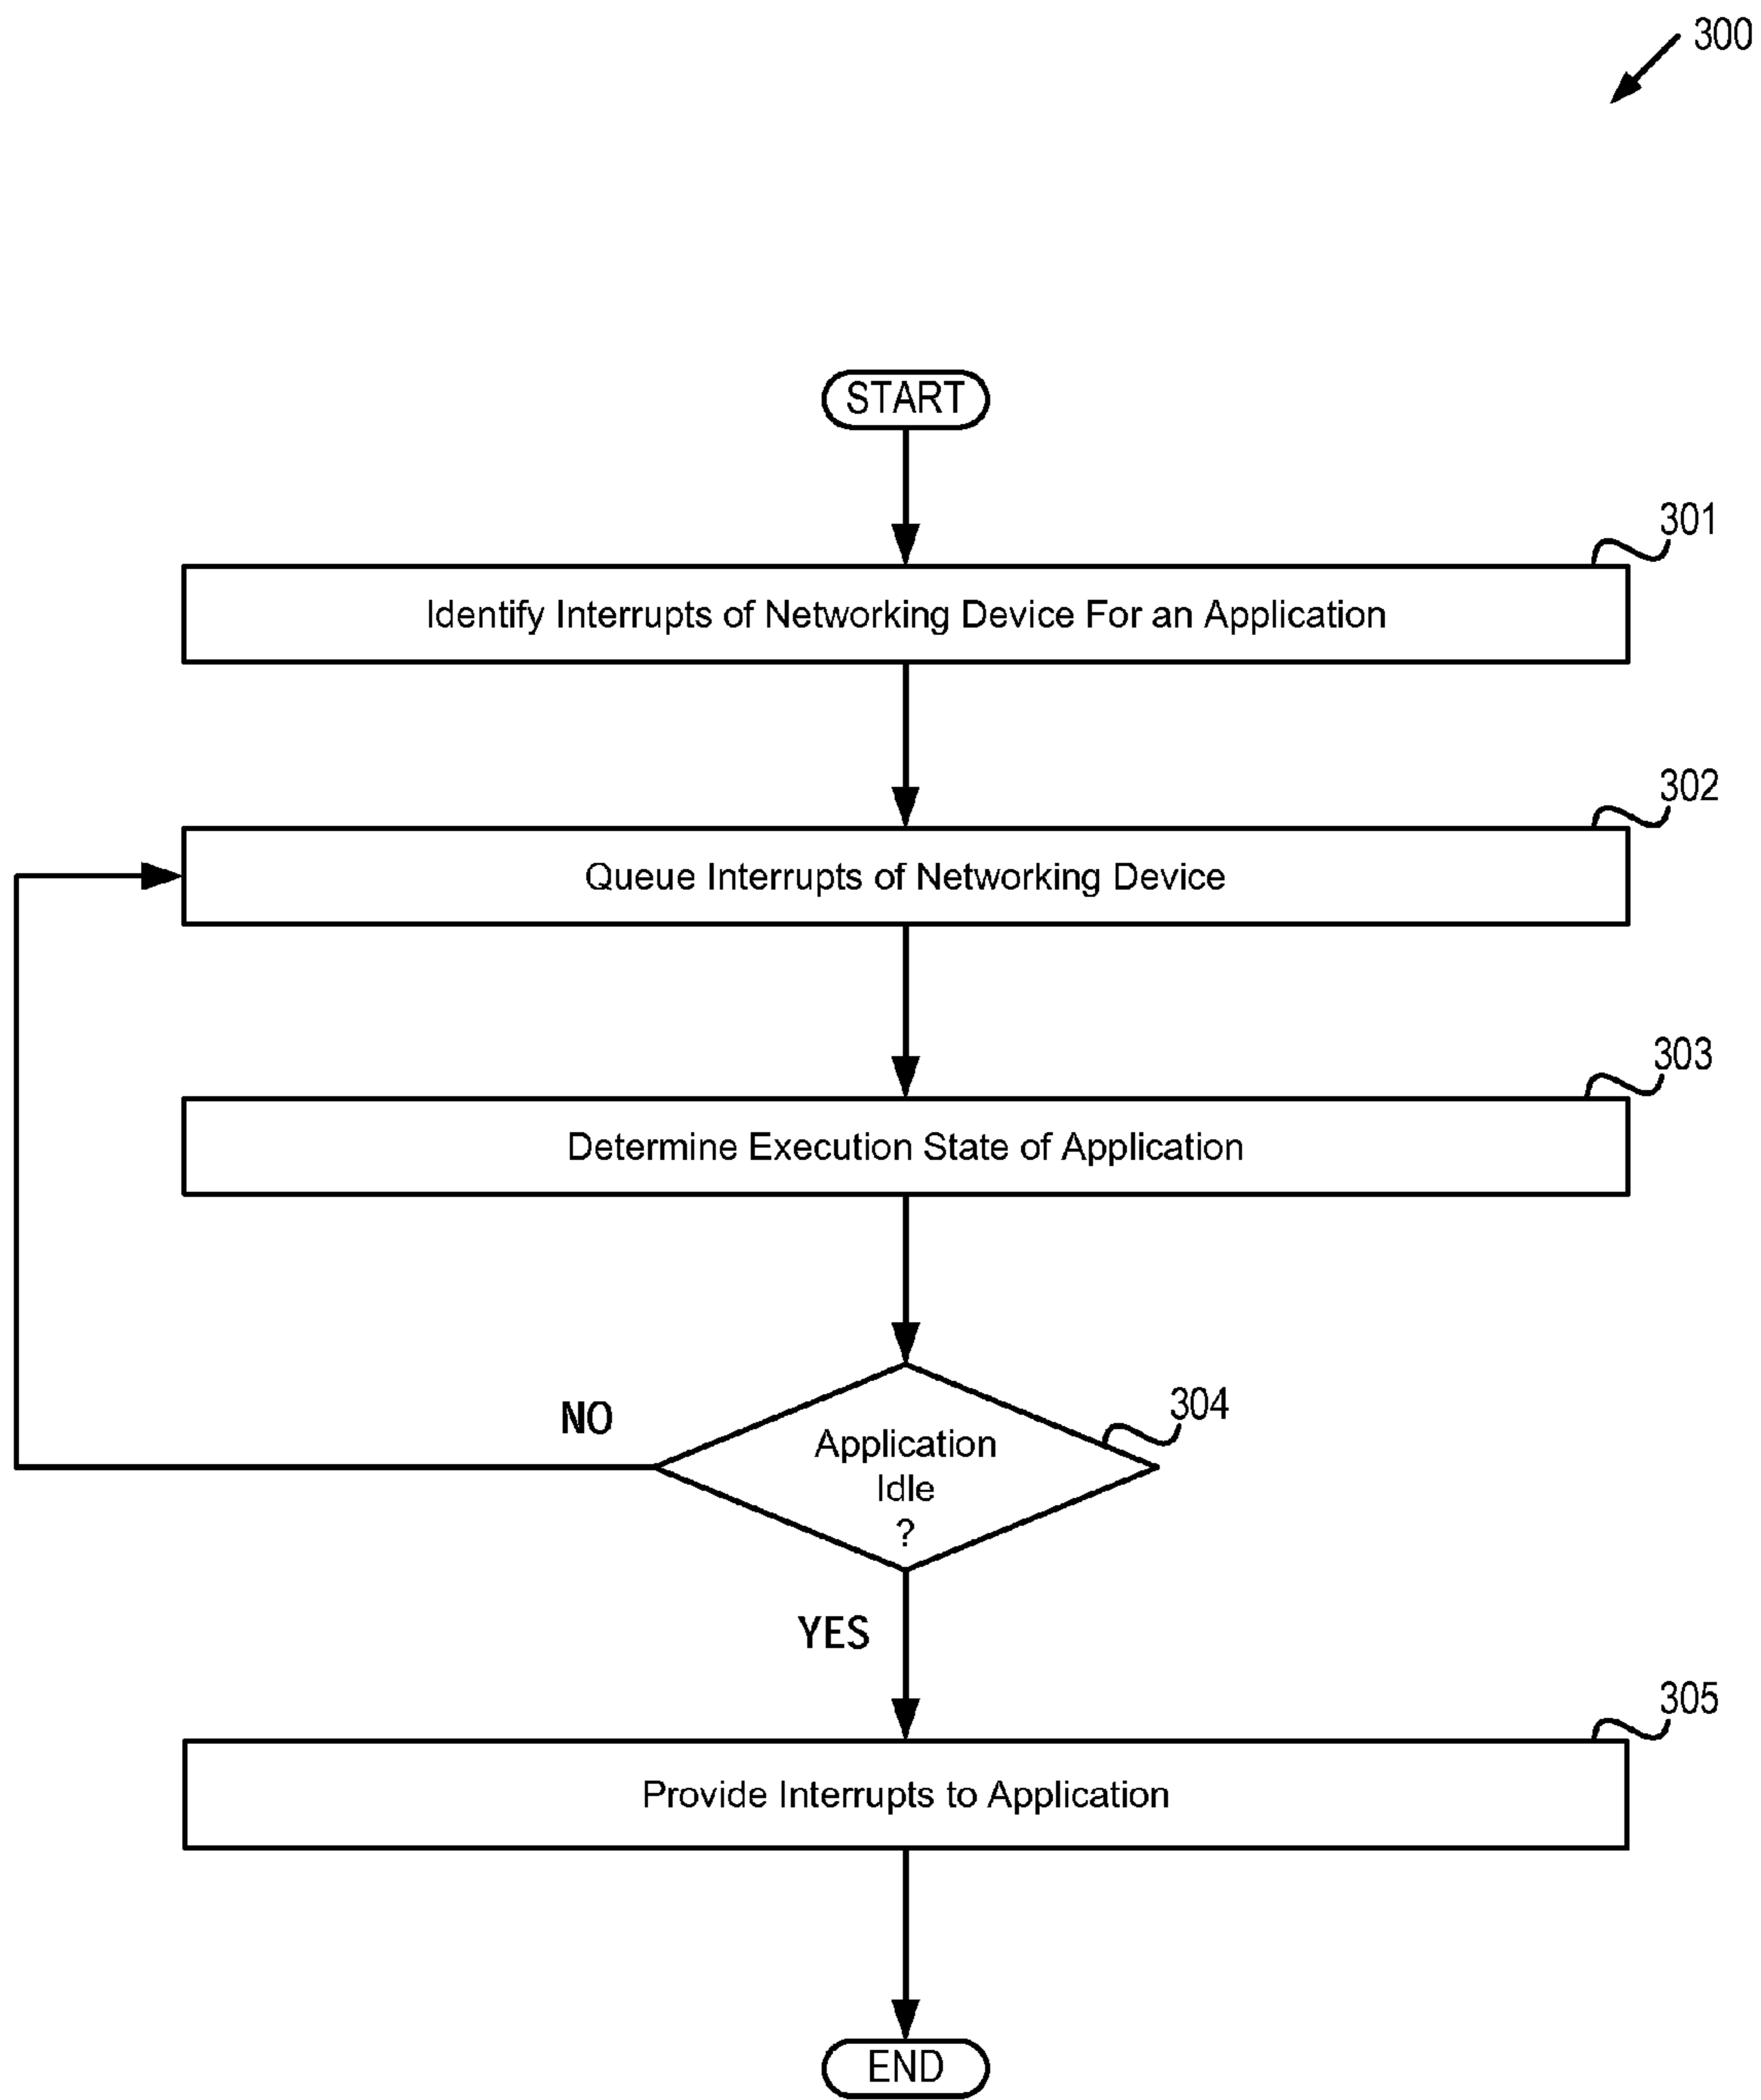 300
START
301
Identify Interrupts of Networking Device For an Application
302
Queue Interrupts of Networking Device
303
Determine Execution State of Application
NO
304
Application
Idle
?
YES
305
Provide Interrupts to Application
END